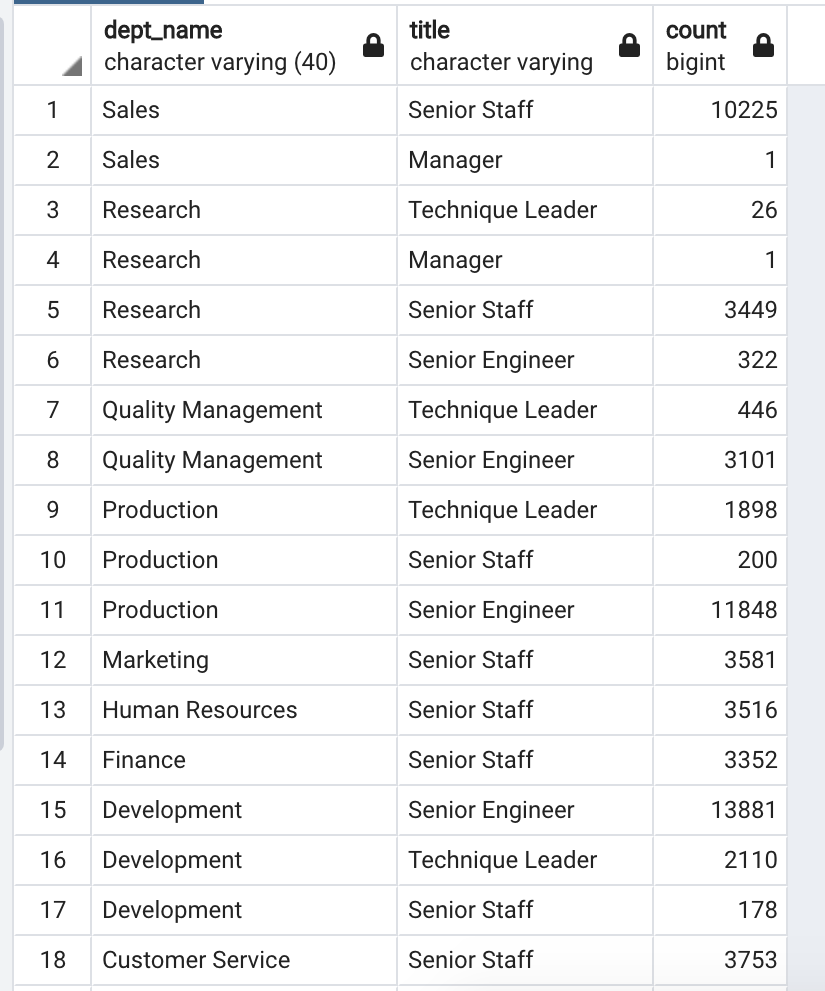 dept_name title count
character varying (40) character varying bigint
1 Sales Senior Staff 10225
2 Sales Manager 1
3 Research Technique Leader 26
4 Research Manager 1
5 Research Senior Staff 3449
6 Research Senior Engineer 322
7 Quality Management Technique Leader 446
8 Quality Management Senior Engineer 3101
9 Production Technique Leader 1898
10 Production Senior Staff 200
11 Production Senior Engineer 11848
12 Marketing Senior Staff 3581
13 Human Resources Senior Staff 3516
14 Finance Senior Staff 3352
15 Development Senior Engineer 13881
16 Development Technique Leader 2110
17 Development Senior Staff 178
18 Customer Service Senior Staff 3753